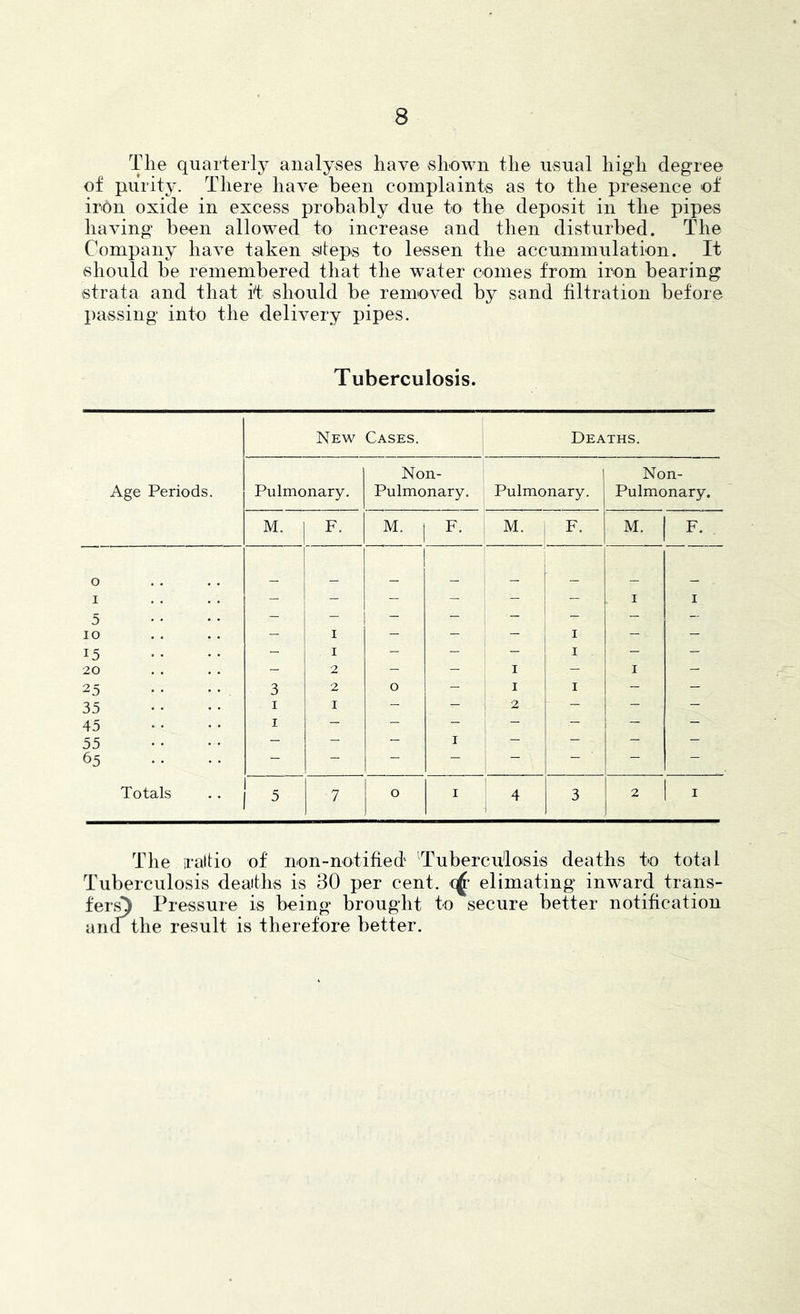 8
The quarterly analyses have shown the usual high degree
of purity. There have been complaints as to the presence of
iron oxide in excess probably due to the deposit in the pipes
having been allowed to increase and then disturbed. The
Company have taken steps to lessen the accummulation. It
should be remembered that the water comes from iron bearing
strata and that it should be removed by sand filtration before
passing into the delivery pipes.
Tuberculosis.
New Cases. Deaths.
Age Periods. Pulmonary. Non-Pulmonary. Pulmonary. Non-Pulmonary.
M. F. M. F. M. F. M. F.
0 .. .. — — — — — — — —
1 .. .. — — — — — — 1 1
5 .. .. — — — — — — — —
10 .. .. — 1 — — — 1 — —
15 .. .. — 1 — — — 1 — —
20 .. .. — 2 — — 1 — 1 —
25 .. .. 3 2 0 — 1 1 — —
35 .. .. 1 1 — — 2 — — —
45 .. .. 1 — — — — — — —
55 .. .. — — — 1 — — — —
65 .. .. — — — — — — — —
Totals .. 5 7 0 1 4 3 2 1
The ratio of non-notified Tuberculosis deaths to total
Tuberculosis deaths is 30 per cent. elimating inward trans-
fers) Pressure is being brought to secure better notification
and the result is therefore better.